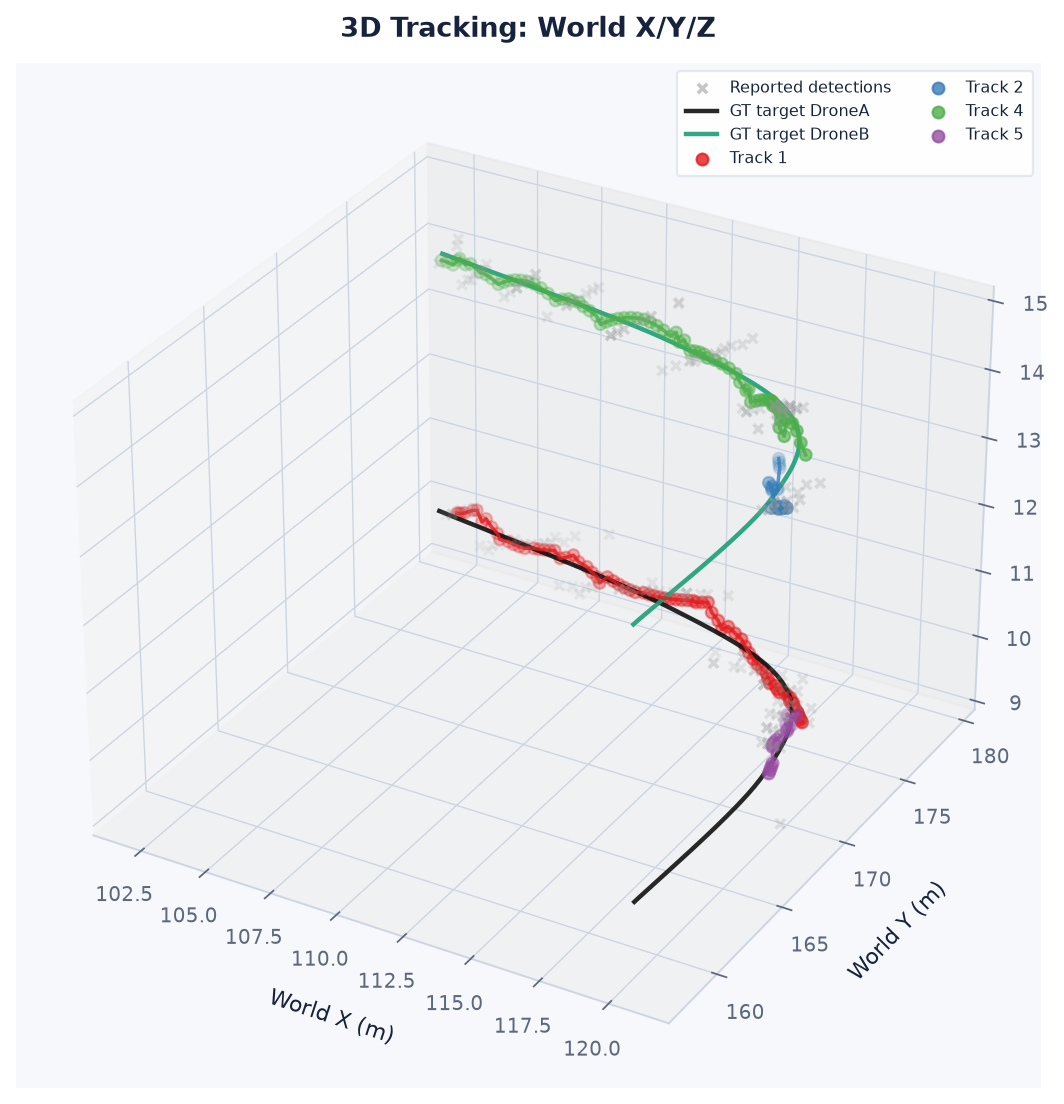 3D Tracking: World X/Y/Z
Reported detections
GT target DroneA
GT target DroneB
Track 1
Track 2
Track 4
Track 5
15
14
13
12
11
10
9
180
175
170
165
160
World Y (m)
102.5
105.0
107.5
110.0
112.5
115.0
117.5
120.0
World X (m)